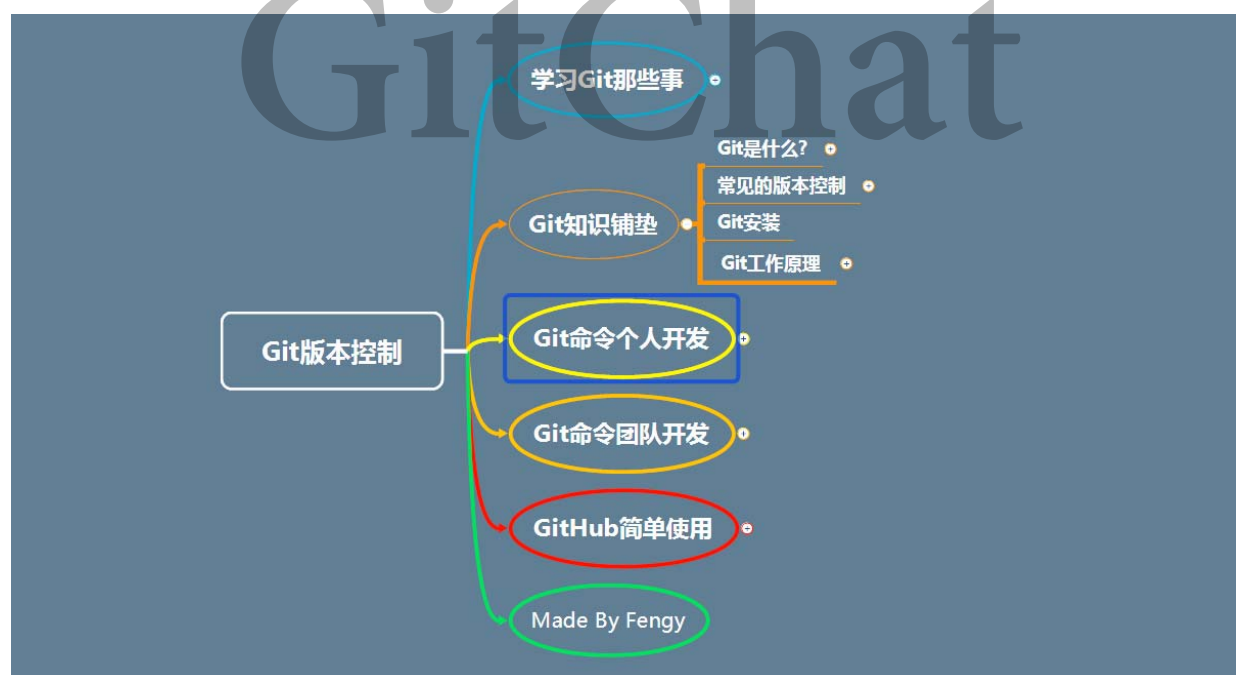 GitChat
学习Git那些事
Git是什么?
常见的版本控制
Git知识铺垫
Git安装
Git工作原理
Git版本控制
Git命令个人开发
Git命令团队开发
GitHub简单使用
Made By Fengy